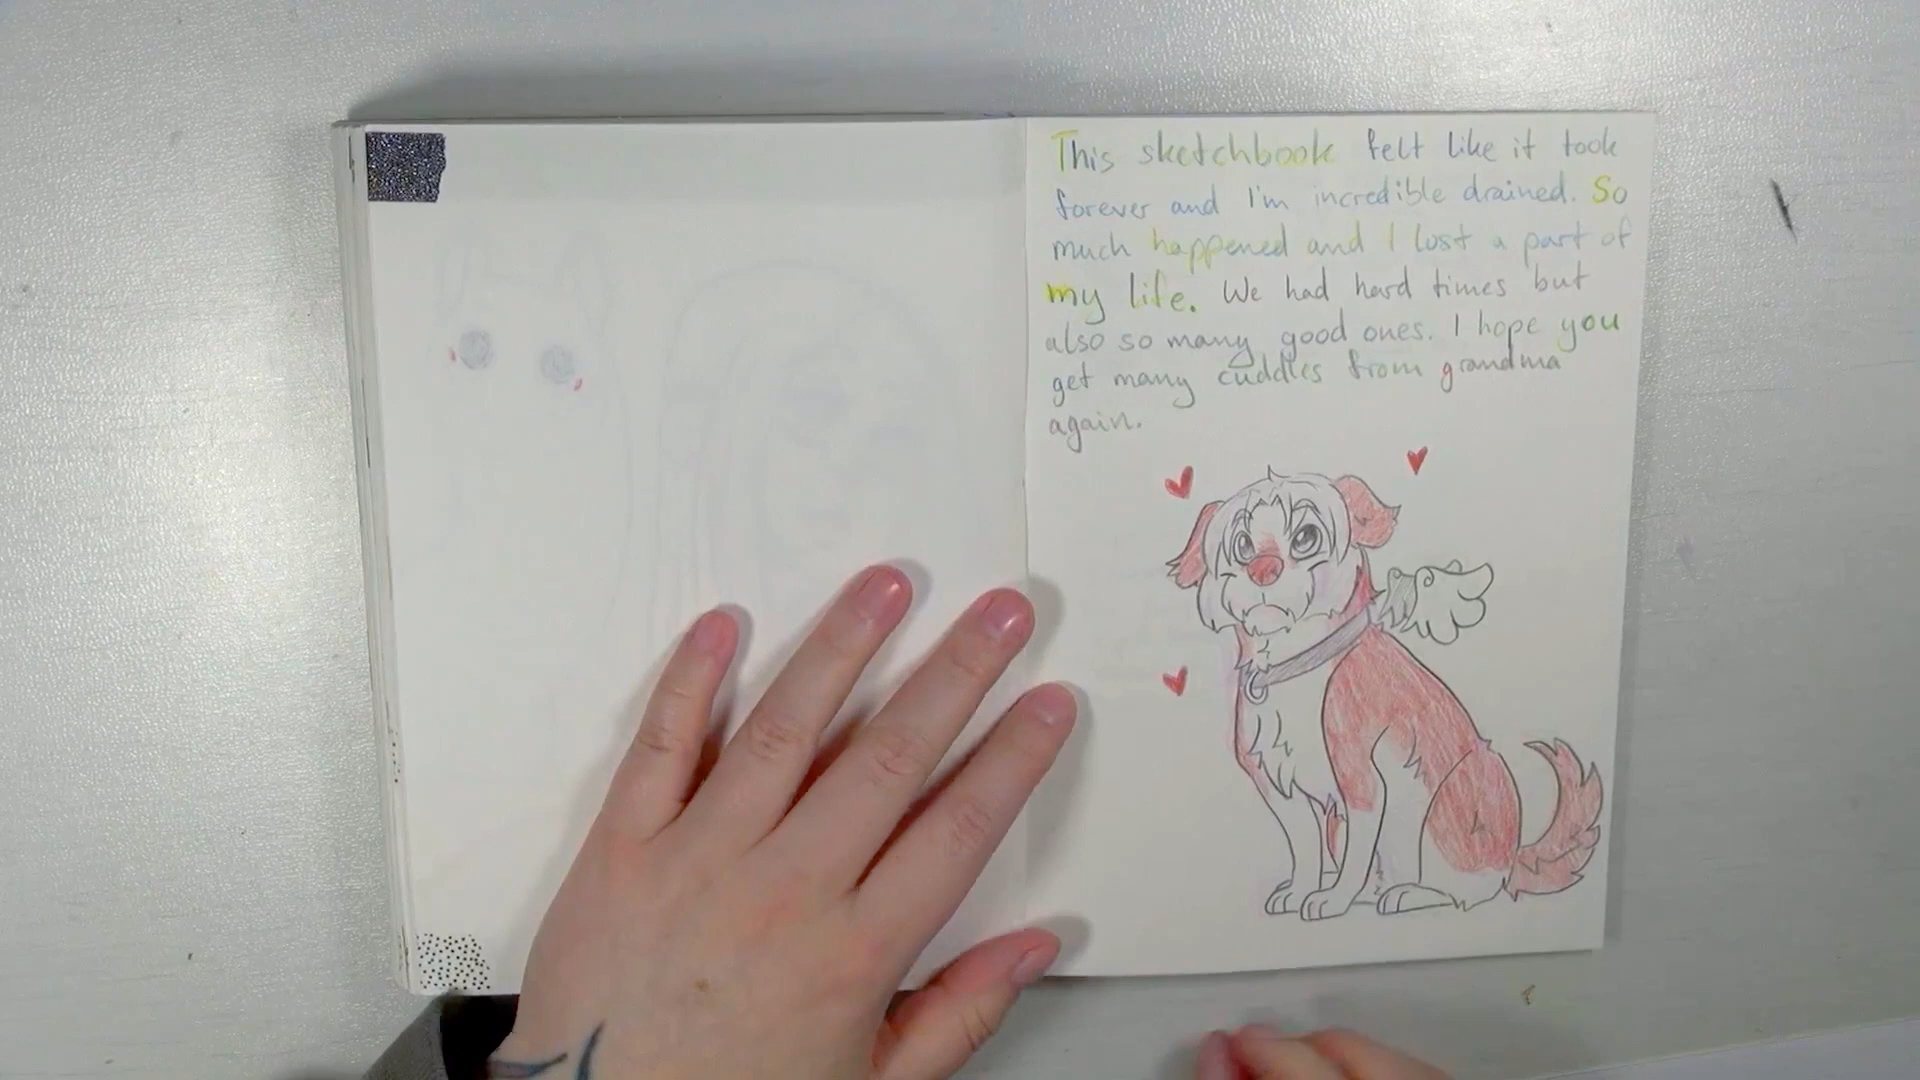 This sketchbook felt like it took
forever and I'm incredible drained. So
much happened and I lost a part of
my life. We had hard times but
also so many good ones. I hope you
get many cuddles from grandma
again.